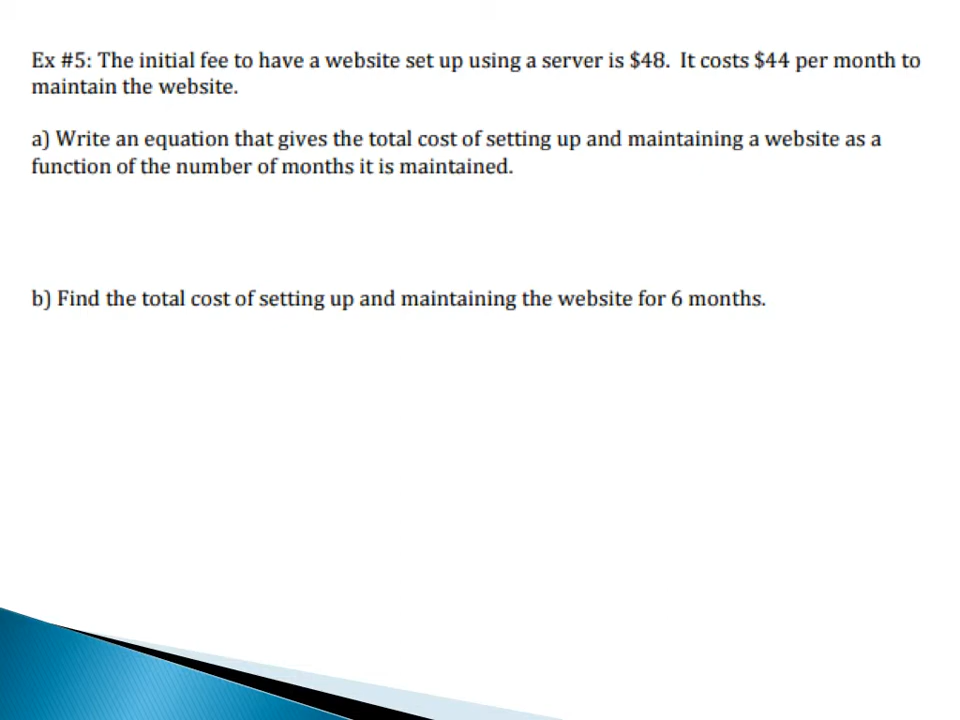 Ex #5: The initial fee to have a website set up using a server is $48.  It costs $44 per month to
maintain the website.
a) Write an equation that gives the total cost of setting up and maintaining a website as a
function of the number of months it is maintained.
b) Find the total cost of setting up and maintaining the website for 6 months.